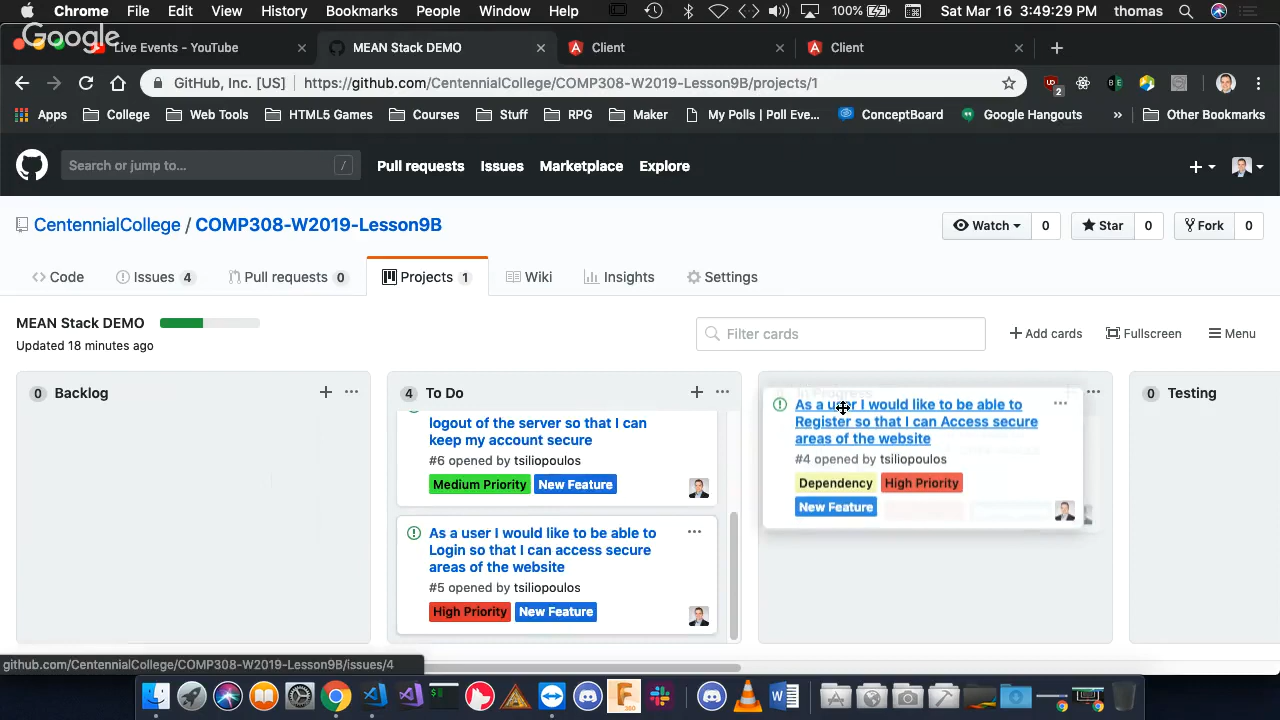 Chrome File Edit View History Bookmarks People Window Help 100% Sat Mar 16 3:49:29 PM thomas
Google
Live Events - YouTube MEAN Stack DEMO Client Client
GitHub, Inc. [US] https://github.com/CentennialCollege/COMP308-W2019-Lesson9B/projects/1
Apps College Web Tools HTML5 Games Courses Stuff RPG Maker My Polls | Poll Eve... ConceptBoard Google Hangouts » Other Bookmarks
Search or jump to... / Pull requests Issues Marketplace Explore
CentennialCollege / COMP308-W2019-Lesson9B Watch 0 Star 0 Fork 0
Code Issues 4 Pull requests 0 Projects 1 Wiki Insights Settings
MEAN Stack DEMO
Updated 18 minutes ago
Filter cards Add cards Fullscreen Menu
0 Backlog
4 To Do
logout of the server so that I can
keep my account secure
#6 opened by tsiliopoulos
Medium Priority New Feature
As a user I would like to be able to
Login so that I can access secure
areas of the website
#5 opened by tsiliopoulos
High Priority New Feature
In Progress
As a user I would like to be able to
Register so that I can Access secure
areas of the website
#4 opened by tsiliopoulos
Dependency High Priority
New Feature
0 Testing
github.com/CentennialCollege/COMP308-W2019-Lesson9B/issues/4